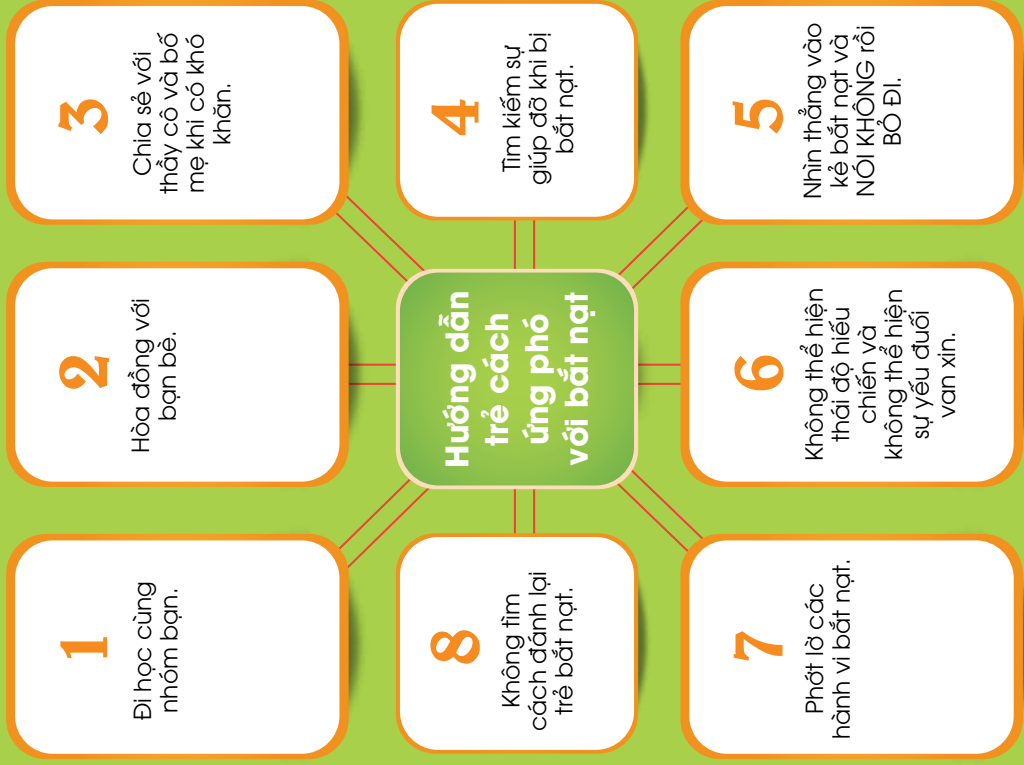 1
Đi học cùng
nhóm bạn.
2
Hòa đồng với
bạn bè.
3
Chia sẻ với
thầy cô và bố
mẹ khi có khó
khăn.
4
Tìm kiếm sự
giúp đỡ khi bị
bắt nạt.
5
Nhìn thẳng vào
kẻ bắt nạt và
NÓI KHÔNG rồi
BỎ ĐI.
6
Không thể hiện
thái độ hiếu
chiến và
không thể hiện
sự yếu đuối
van xin.
7
Phớt lờ các
hành vi bắt nạt.
8
Không tìm
cách đánh lại
trẻ bắt nạt.
Hướng dẫn
trẻ cách
ứng phó
với bắt nạt